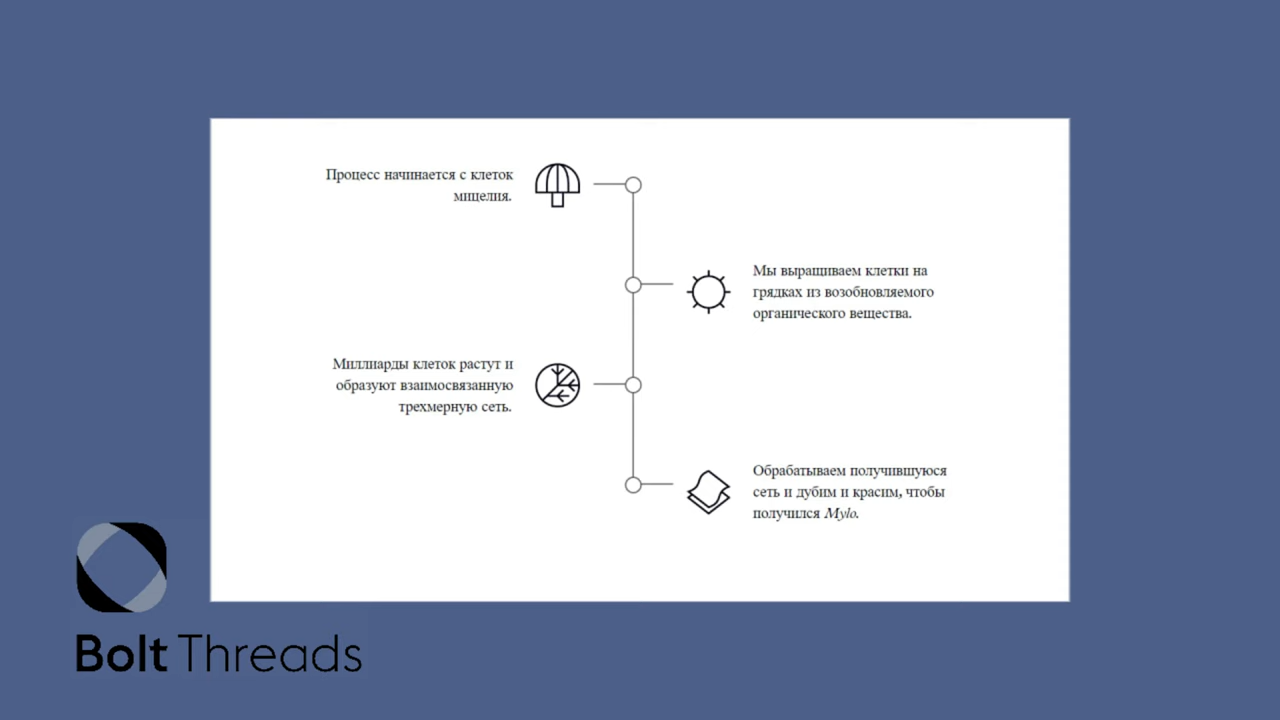 Процесс начинается с клеток
мицелия.
Мы выращиваем клетки на
грядках из возобновляемого
органического вещества.
Миллиарды клеток растут и
образуют взаимосвязанную
трехмерную сеть.
Обрабатываем получившуюся
сеть и дубим и красим, чтобы
получился Mylo.
Bolt Threads